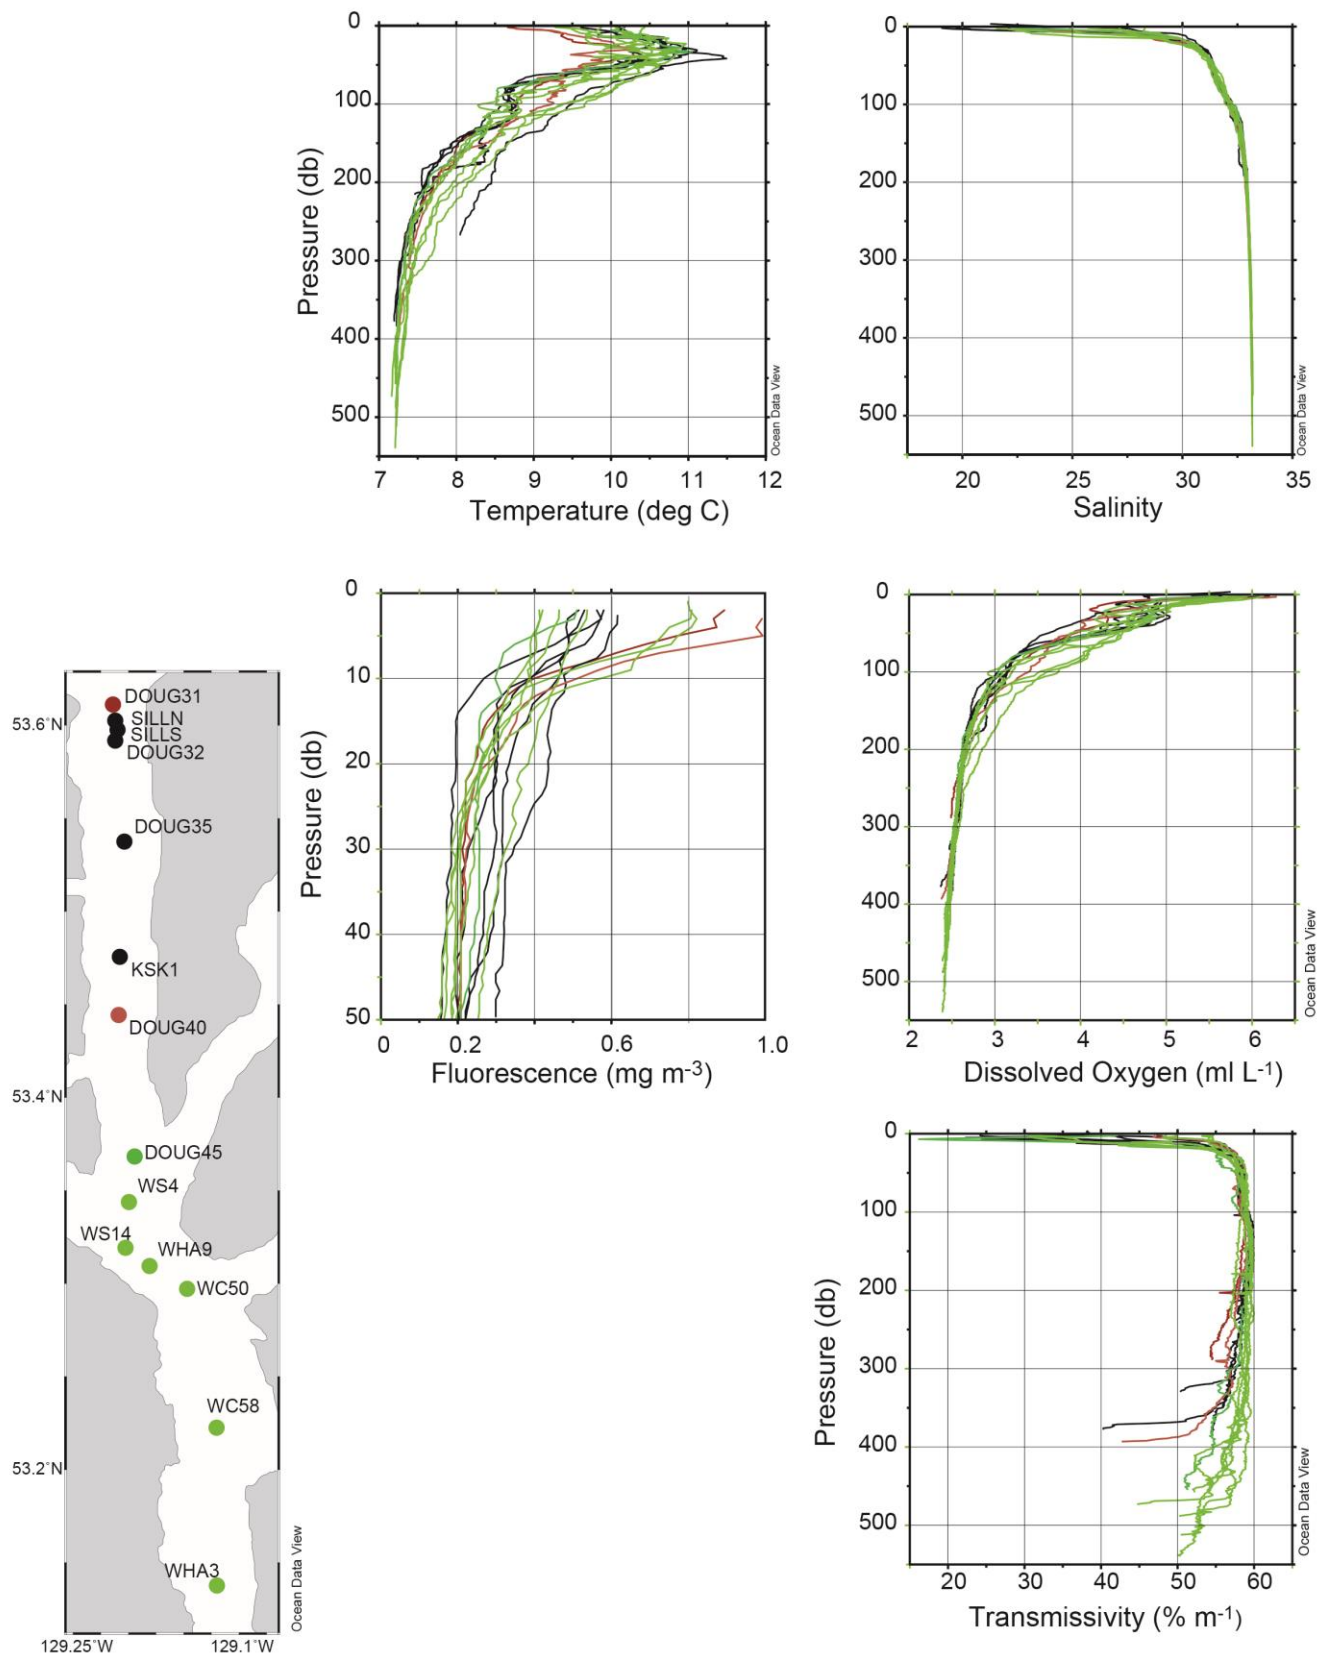 0
100
200
300
400
500
Pressure (db)
7 8 9 10 11 12
Temperature (deg C)
Ocean Data View
0
100
200
300
400
500
20 25 30 35
Salinity
Ocean Data View
0
10
20
30
40
50
Pressure (db)
0 0.2 0.6 1.0
Fluorescence (mg m-3)
0
100
200
300
400
500
2 3 4 5 6
Dissolved Oxygen (ml L-1)
Ocean Data View
DOUG31
53.6°N
SILLN
SILLS
DOUG32
DOUG35
KSK1
DOUG40
53.4°N
DOUG45
WS4
WS14
WHA9
WC50
WC58
53.2°N
WHA3
129.25°W 129.1°W
Ocean Data View
0
100
200
300
400
500
Pressure (db)
20 30 40 50 60
Transmissivity (% m-1)
Ocean Data View